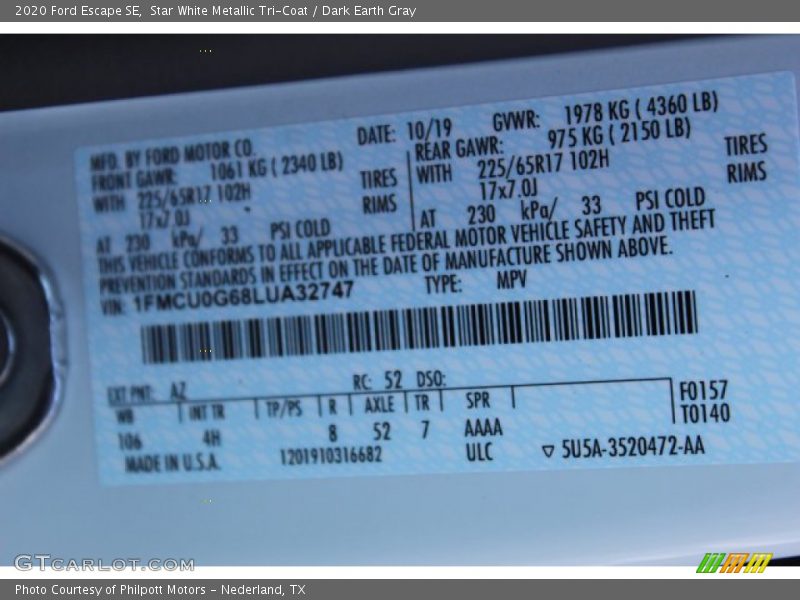 2020 Ford Escape SE,  Star White Metallic Tri-Coat / Dark Earth Gray
MFD. BY FORD MOTOR CO.
DATE: 10/19
GVWR: 1978 KG ( 4360 LB)
FRONT GAWR: 1061 KG ( 2340 LB)
REAR GAWR: 975 KG ( 2150 LB)
WITH 225/65R17 102H TIRES
WITH 225/65R17 102H TIRES
17x7.0J RIMS
17x7.0J RIMS
AT 230 kPa/ 33 PSI COLD
AT 230 kPa/ 33 PSI COLD
THIS VEHICLE CONFORMS TO ALL APPLICABLE FEDERAL MOTOR VEHICLE SAFETY AND THEFT
PREVENTION STANDARDS IN EFFECT ON THE DATE OF MANUFACTURE SHOWN ABOVE.
VIN: 1FMCU0G68LUA32747
TYPE: MPV
EXT PNT: AZ RC: 52 DSO:
WB INT TR TP/PS R AXLE TR SPR F0157
106 4H 8 52 7 AAAA T0140
MADE IN U.S.A. 1201910316682 ULC ▽ 5U5A-3520472-AA
GTCARLOT.COM
Photo Courtesy of Philpott Motors - Nederland, TX